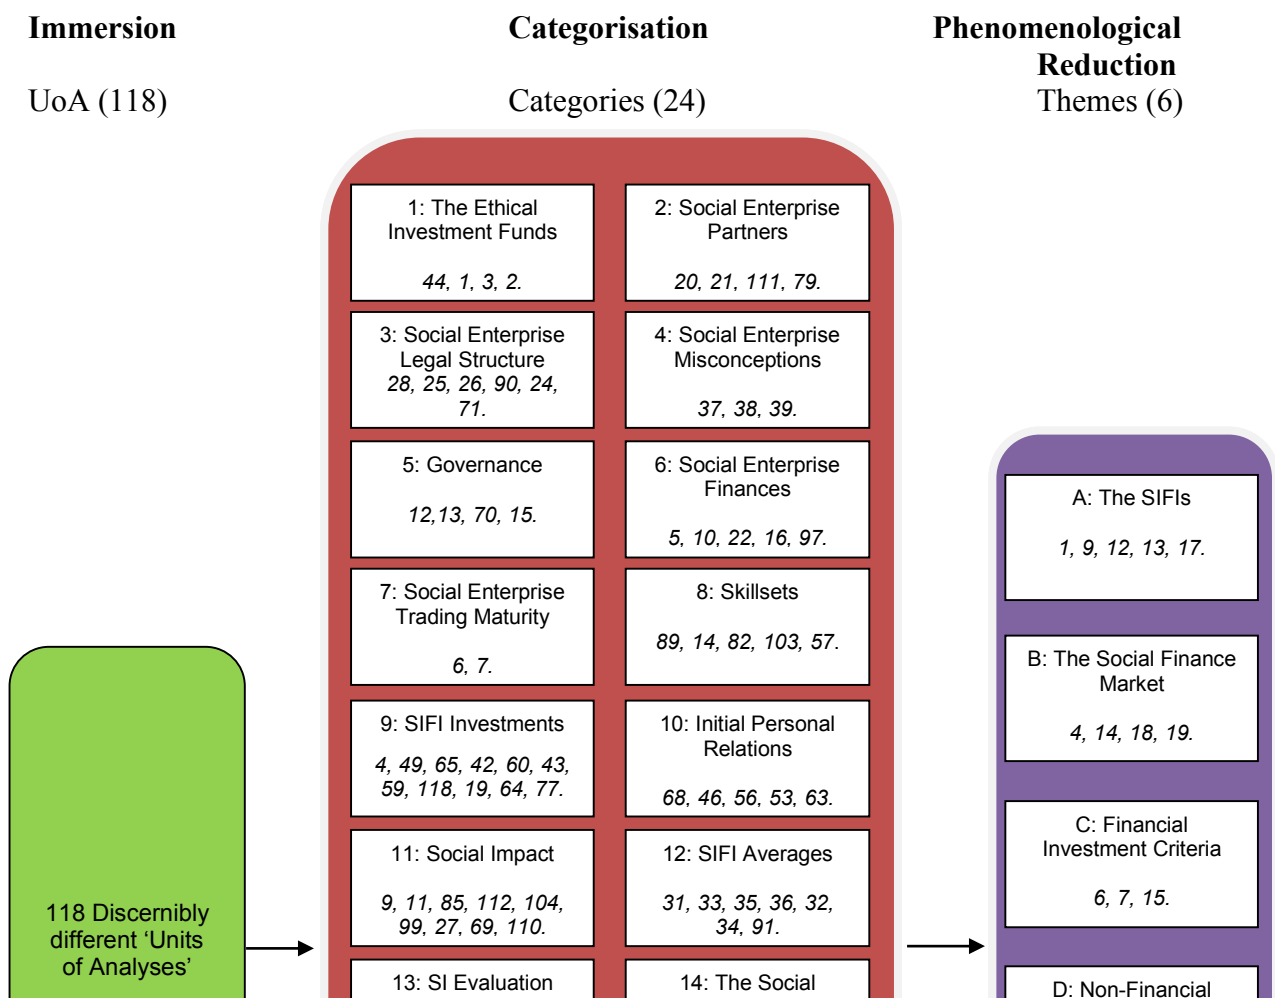 Immersion
Categorisation
Phenomenological
Reduction
UoA (118)
Categories (24)
Themes (6)
1: The Ethical
Investment Funds
44, 1, 3, 2.
2: Social Enterprise
Partners
20, 21, 111, 79.
3: Social Enterprise
Legal Structure
28, 25, 26, 90, 24,
71.
4: Social Enterprise
Misconceptions
37, 38, 39.
5: Governance
12,13, 70, 15.
6: Social Enterprise
Finances
5, 10, 22, 16, 97.
7: Social Enterprise
Trading Maturity
6, 7.
8: Skillsets
89, 14, 82, 103, 57.
9: SIFI Investments
4, 49, 65, 42, 60, 43,
59, 118, 19, 64, 77.
10: Initial Personal
Relations
68, 46, 56, 53, 63.
11: Social Impact
9, 11, 85, 112, 104,
99, 27, 69, 110.
12: SIFI Averages
31, 33, 35, 36, 32,
34, 91.
13: SI Evaluation
14: The Social
118 Discernibly
different ‘Units
of Analyses’
A: The SIFIs
1, 9, 12, 13, 17.
B: The Social Finance
Market
4, 14, 18, 19.
C: Financial
Investment Criteria
6, 7, 15.
D: Non-Financial